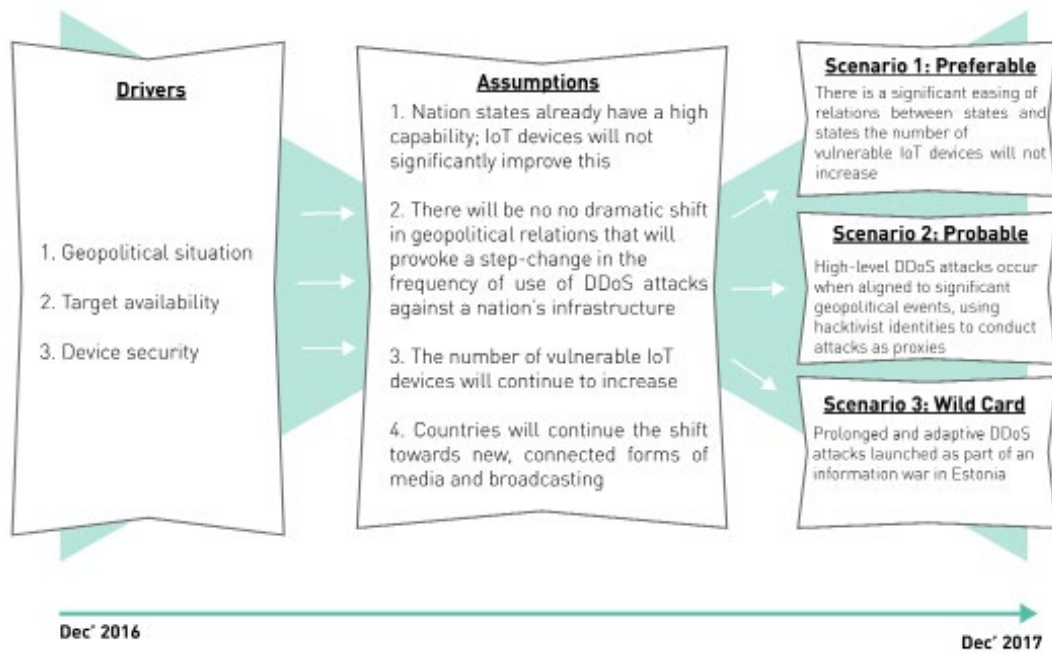 Drivers
1. Geopolitical situation
2. Target availability
3. Device security
Assumptions
1. Nation states already have a high
capability; IoT devices will not
significantly improve this
2. There will be no no dramatic shift
in geopolitical relations that will
provoke a step-change in the
frequency of use of DDoS attacks
against a nation's infrastructure
3. The number of vulnerable IoT
devices will continue to increase
4. Countries will continue the shift
towards new, connected forms of
media and broadcasting
Scenario 1: Preferable
There is a significant easing of
relations between states and
states the number of
vulnerable IoT devices will not
increase
Scenario 2: Probable
High-level DDoS attacks occur
when aligned to significant
geopolitical events, using
hacktivist identities to conduct
attacks as proxies
Scenario 3: Wild Card
Prolonged and adaptive DDoS
attacks launched as part of an
information war in Estonia
Dec' 2016
Dec' 2017